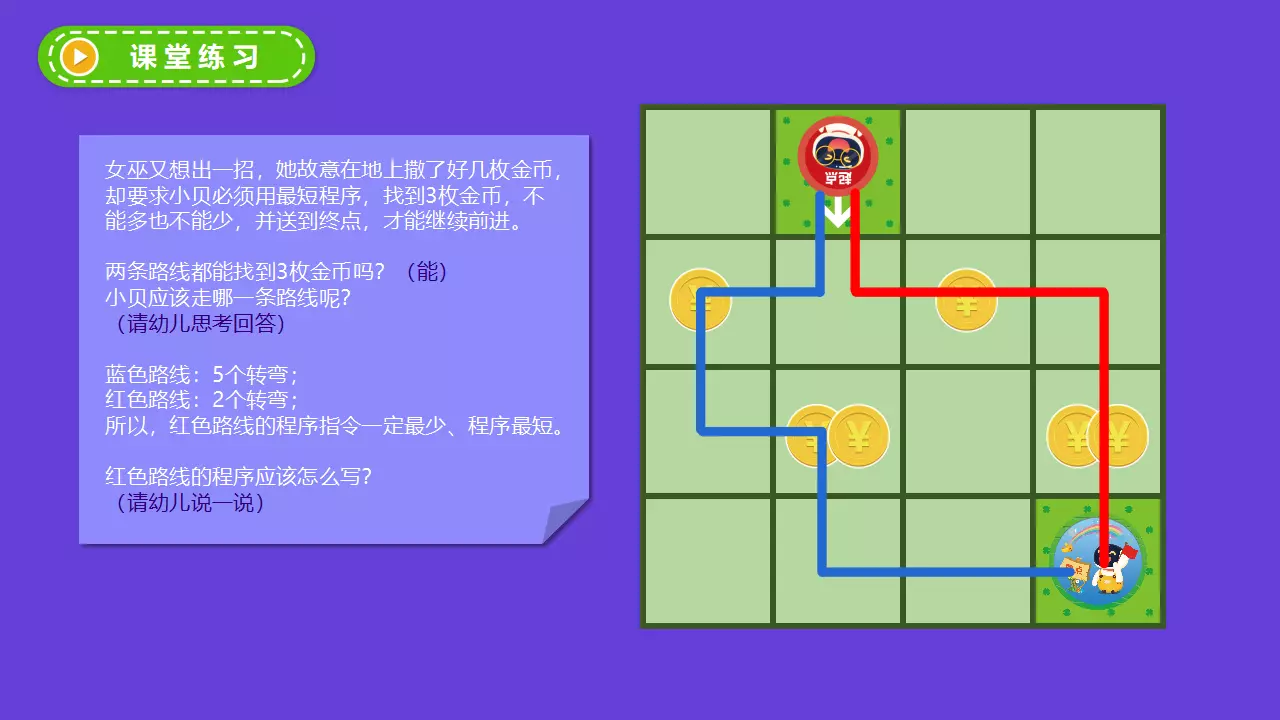 课堂练习
女巫又想出一招，她故意在地上撒了好几枚金币，
却要求小贝必须用最短程序，找到3枚金币，不
能多也不能少，并送到终点，才能继续前进。
两条路线都能找到3枚金币吗？（能）
小贝应该走哪一条路线呢？
（请幼儿思考回答）
蓝色路线：5个转弯；
红色路线：2个转弯；
所以，红色路线的程序指令一定最少、程序最短。
红色路线的程序应该怎么写？
（请幼儿说一说）
起点
¥
¥
¥
¥
¥
¥